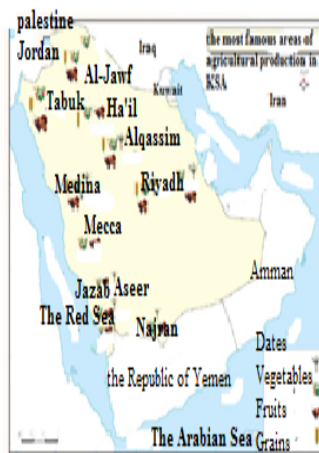 palestine
Jordan
Iraq
the most famous areas of
agricultural production in
KSA
Al-Jawf
Kuwait
Iran
Tabuk
Ha'il
Alqassim
Medina
Riyadh
Mecca
Amman
Jazab
Aseer
The Red Sea
Najran
Dates
the Republic of Yemen
Vegetables
Fruits
The Arabian Sea
Grains